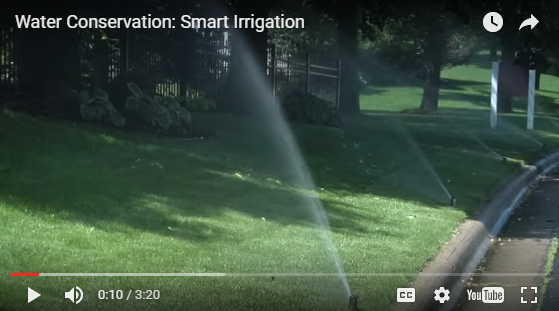 Water Conservation: Smart Irrigation
0:10 / 3:20
CC
YouTube